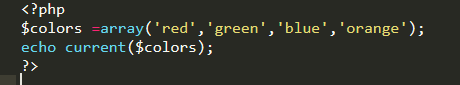 <?php
$colors =array('red','green','blue','orange');
echo current($colors);
?>